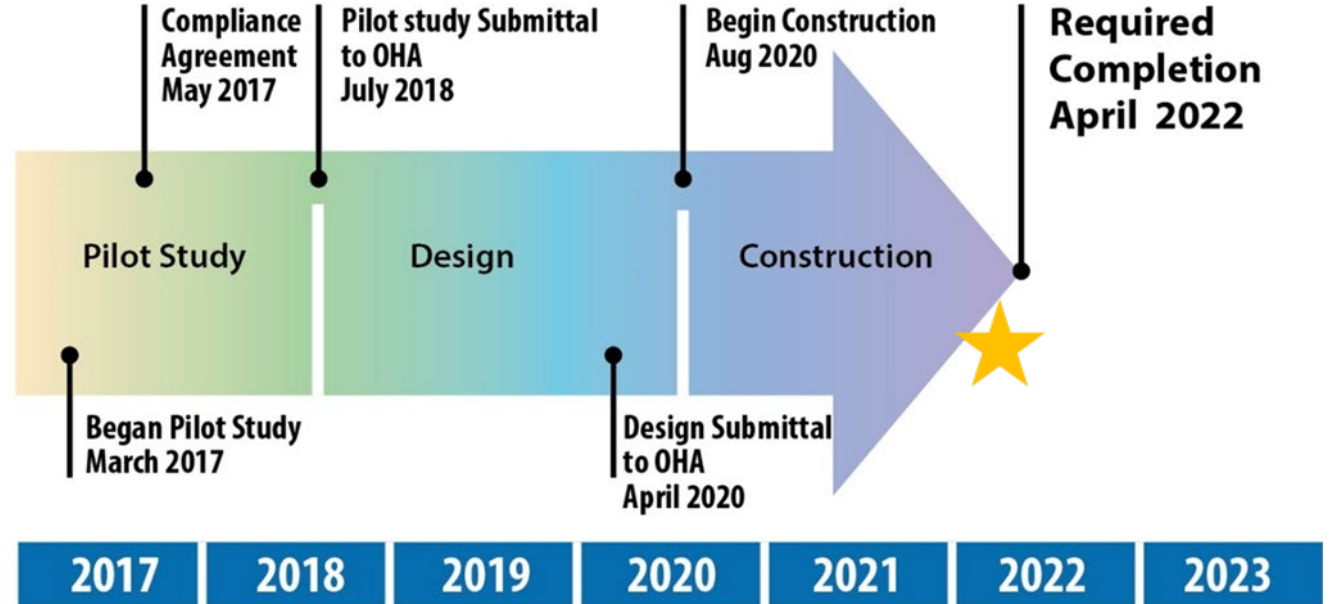 Compliance
Agreement
May 2017
Pilot study Submittal
to OHA
July 2018
Begin Construction
Aug 2020
Required
Completion
April 2022
Pilot Study
Design
Construction
Began Pilot Study
March 2017
Design Submittal
to OHA
April 2020
2017
2018
2019
2020
2021
2022
2023